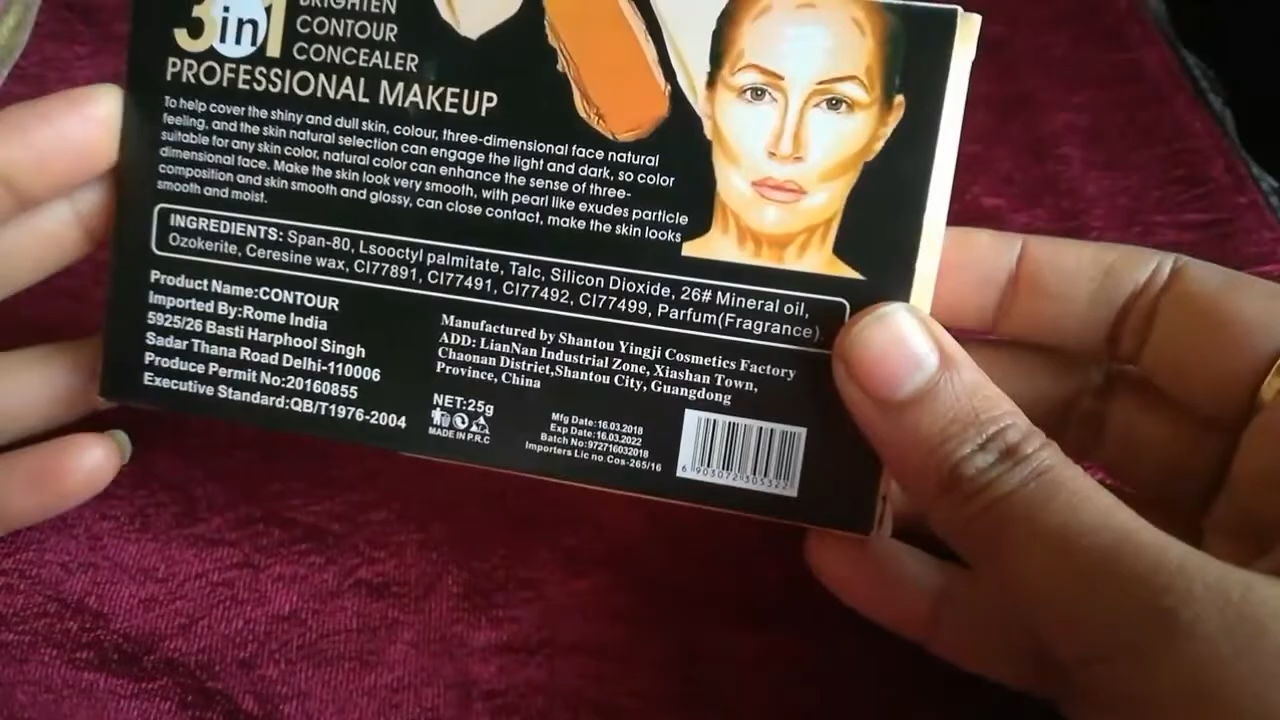 3in1
BRIGHTEN
CONTOUR
CONCEALER
PROFESSIONAL MAKEUP
To help cover the shiny and dull skin, colour, three-dimensional face natural
feeling, and the skin natural selection can engage the light and dark, so color
suitable for any skin color, natural color can enhance the sense of three-
dimensional face. Make the skin look very smooth, with pearl like exudes particle
composition and skin smooth and glossy, can close contact, make the skin looks
smooth and moist.
INGREDIENTS: Span-80, Lsooctyl palmitate, Talc, Silicon Dioxide, 26# Mineral oil,
Ozokerite, Ceresine wax, CI77891, CI77491, CI77492, CI77499, Parfum(Fragrance).
Product Name:CONTOUR
Imported By:Rome India
5925/26 Basti Harphool Singh
Sadar Thana Road Delhi-110006
Produce Permit No:20160855
Executive Standard:QB/T1976-2004
Manufactured by Shantou Yingji Cosmetics Factory
ADD: LianNan Industrial Zone, Xiashan Town,
Chaonan District,Shantou City, Guangdong
Province, China
NET:25g
MADE IN P.R.C
Mfg Date:16.03.2018
Exp Date:16.03.2022
Batch No:972716032018
Importers Lic no.Cos-265/16
6 903072 305322